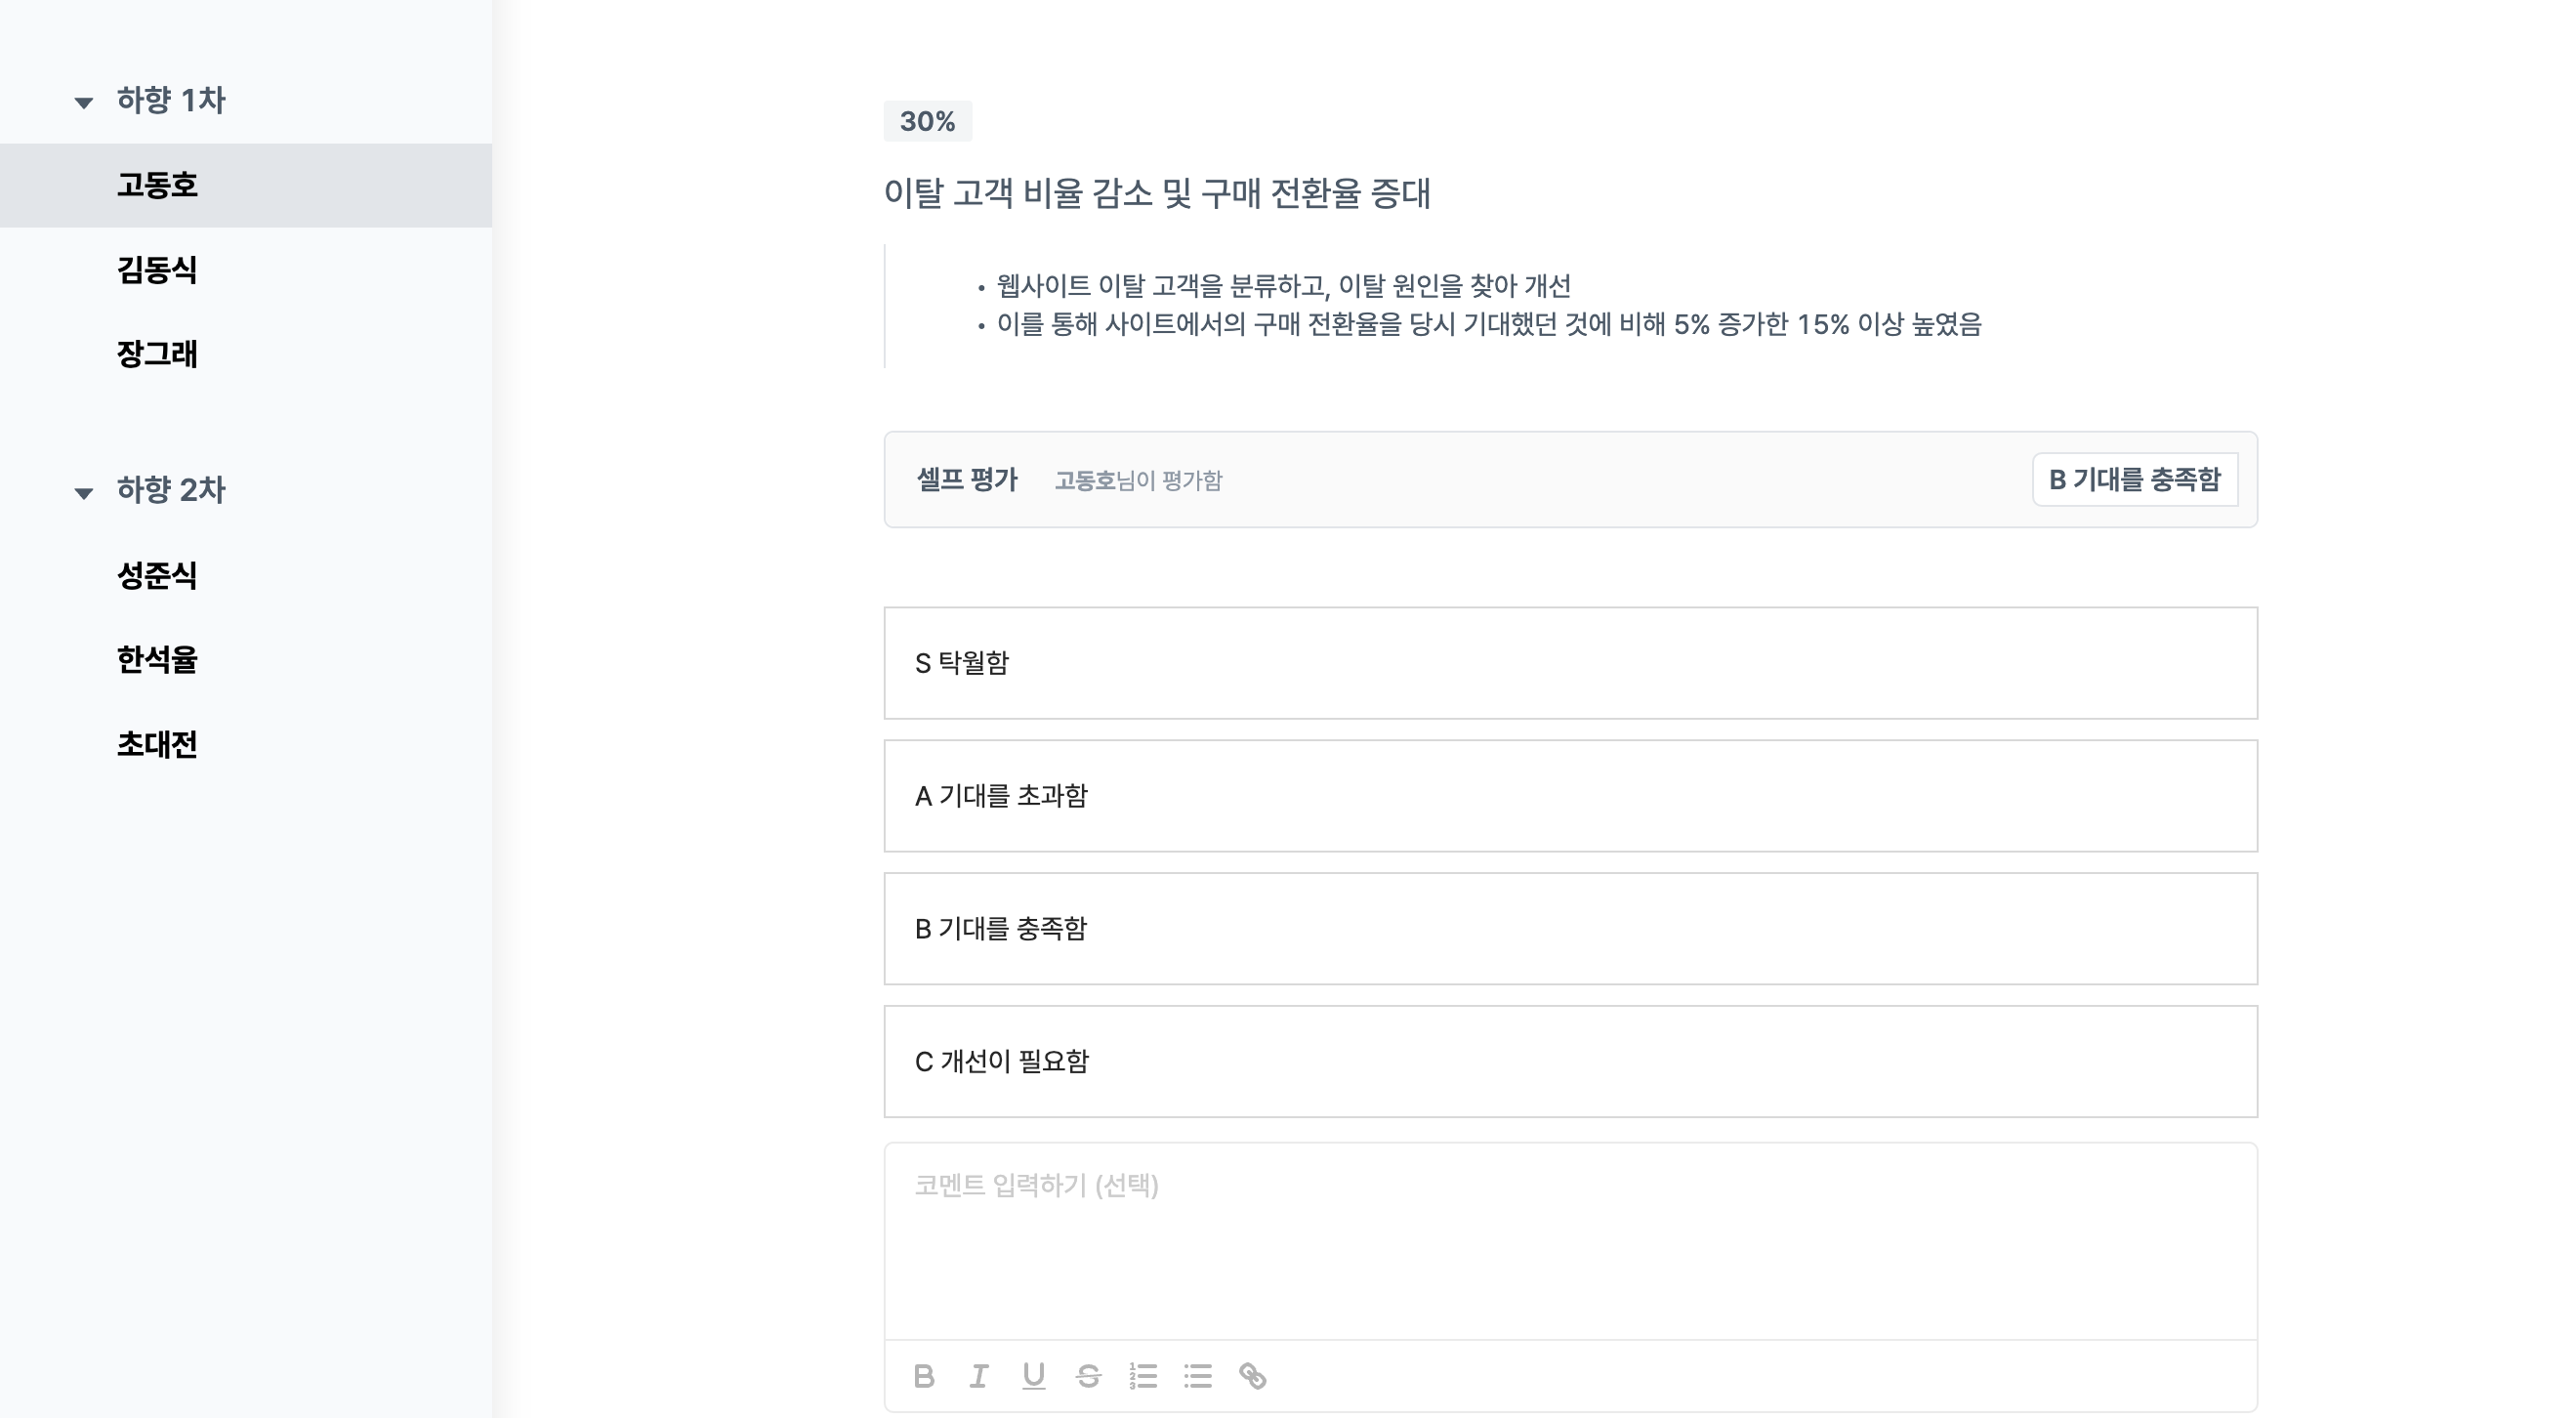 하향 1차
고동호
김동식
장그래
하향 2차
성준식
한석율
초대전
30%
이탈 고객 비율 감소 및 구매 전환율 증대
• 웹사이트 이탈 고객을 분류하고, 이탈 원인을 찾아 개선
• 이를 통해 사이트에서의 구매 전환율을 당시 기대했던 것에 비해 5% 증가한 15% 이상 높였음
셀프 평가 고동호님이 평가함 B 기대를 충족함
S 탁월함
A 기대를 초과함
B 기대를 충족함
C 개선이 필요함
코멘트 입력하기 (선택)